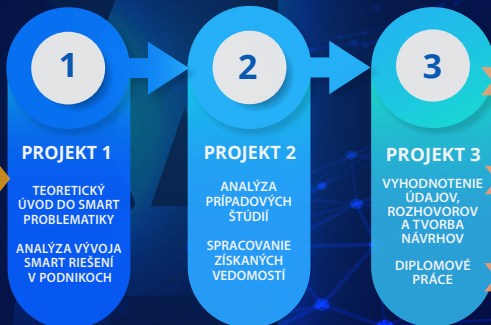 1
PROJEKT 1
TEORETICKÝ
ÚVOD DO SMART
PROBLEMATIKY
ANALÝZA VÝVOJA
SMART RIEŠENÍ
V PODNIKOCH
2
PROJEKT 2
ANALÝZA
PRÍPADOVÝCH
ŠTÚDIÍ
SPRACOVANIE
ZÍSKANÝCH
VEDOMOSTÍ
3
PROJEKT 3
VYHODNOTENIE
ÚDAJOV,
ROZHOVOROV
A TVORBA
NÁVRHOV
DIPLOMOVÉ
PRÁCE